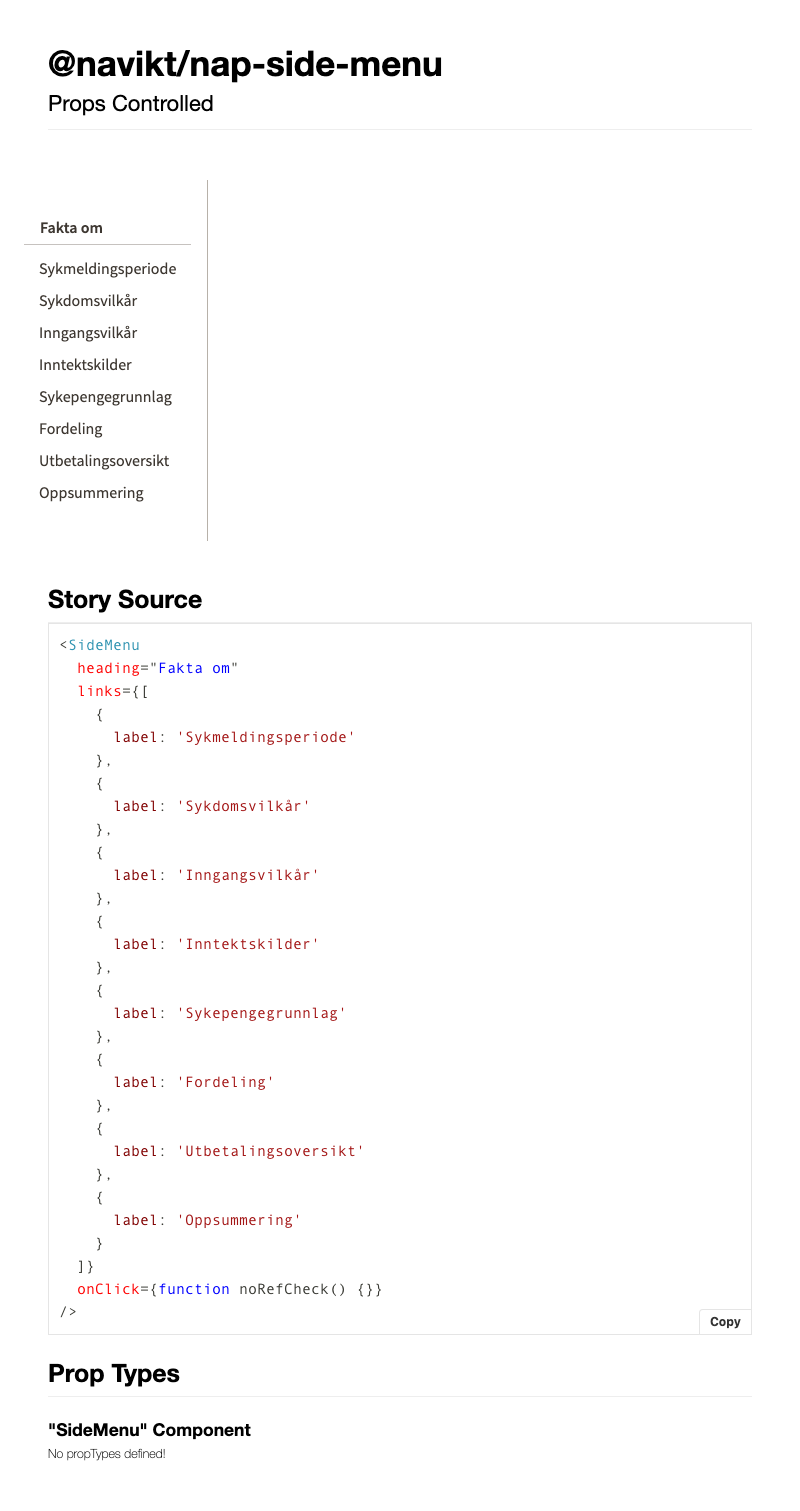 @navikt/nap-side-menu
Props Controlled
Fakta om
Sykmeldingsperiode
Sykdomsvilkår
Inngangsvilkår
Inntektskilder
Sykepengegrunnlag
Fordeling
Utbetalingsoversikt
Oppsummering
Story Source
<SideMenu
  heading="Fakta om"
  links={[
    {
      label: 'Sykmeldingsperiode'
    },
    {
      label: 'Sykdomsvilkår'
    },
    {
      label: 'Inngangsvilkår'
    },
    {
      label: 'Inntektskilder'
    },
    {
      label: 'Sykepengegrunnlag'
    },
    {
      label: 'Fordeling'
    },
    {
      label: 'Utbetalingsoversikt'
    },
    {
      label: 'Oppsummering'
    }
  ]}
  onClick={function noRefCheck() {}}
/>
Copy
Prop Types
"SideMenu" Component
No propTypes defined!